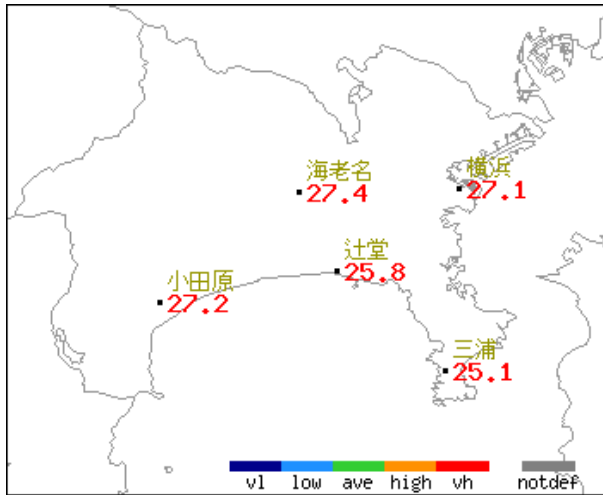 海老名
27.4
横浜
27.1
辻堂
25.8
小田原
27.2
三浦
25.1
vl low ave high vh notdef